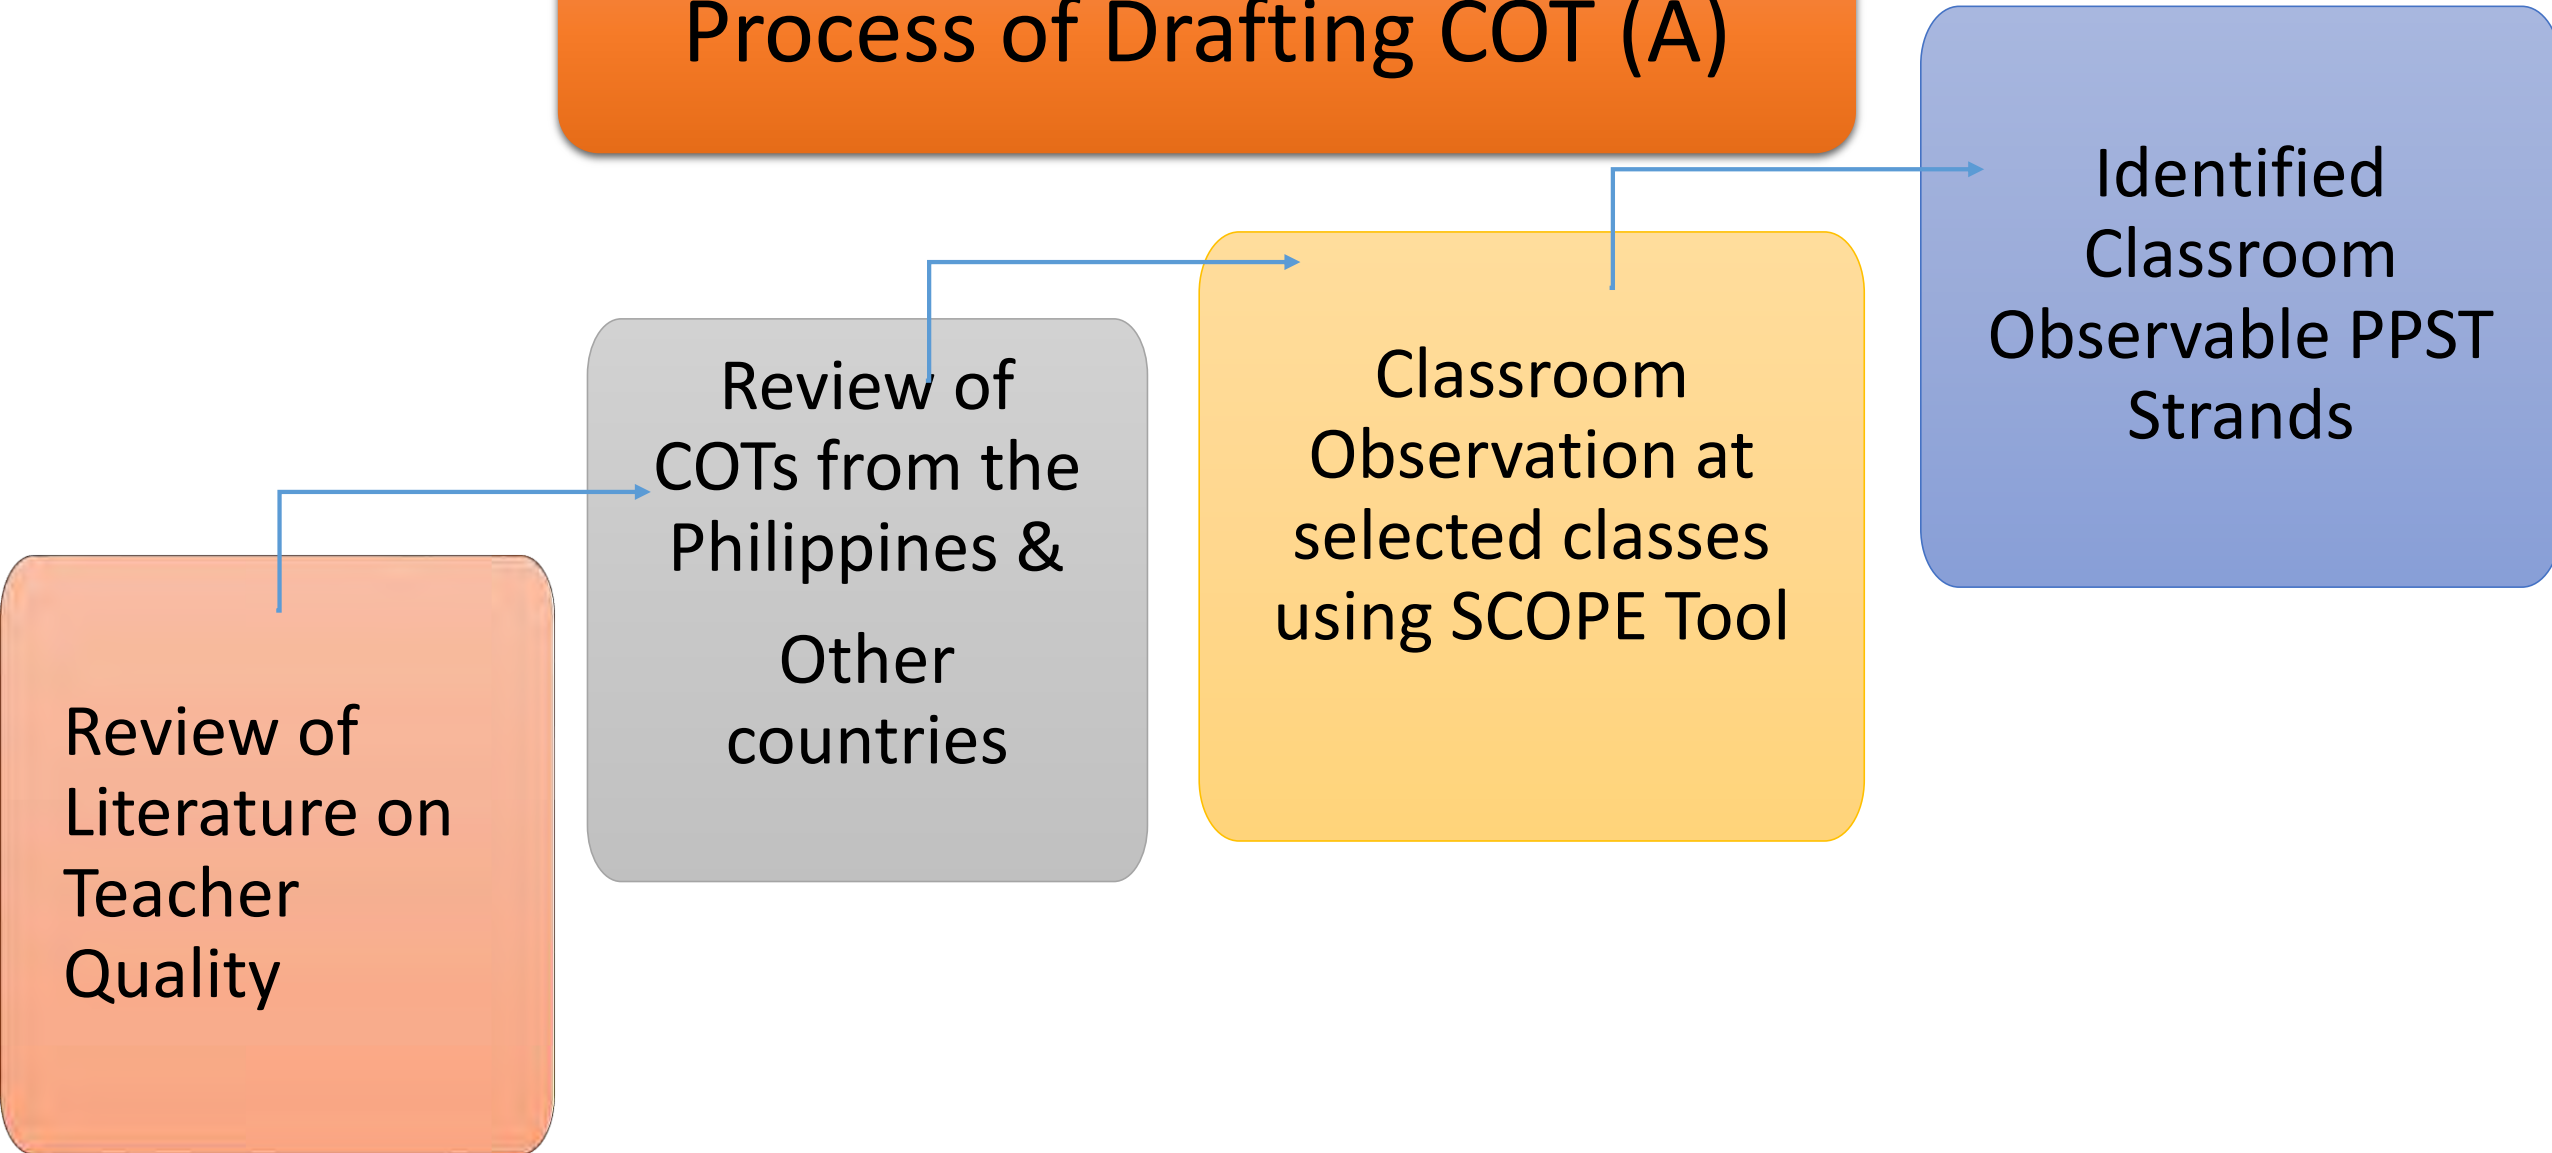 Process of Drafting COT (A)
Review of
Literature on
Teacher
Quality
Review of
COTs from the
Philippines &
Other
countries
Classroom
Observation at
selected classes
using SCOPE Tool
Identified
Classroom
Observable PPST
Strands